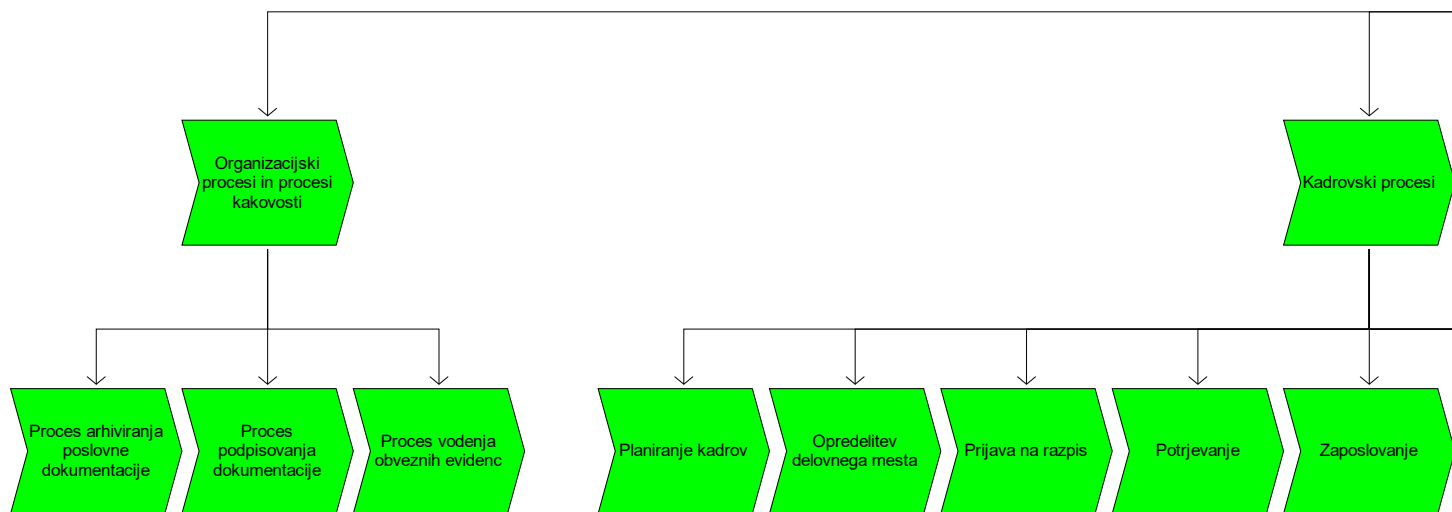 Organizacijski
procesi in procesi
kakovosti
Kadrovski procesi
Proces arhiviranja
poslovne
dokumentacije
Proces
podpisovanja
dokumentacije
Proces vodenja
obveznih evidenc
Planiranje kadrov
Opredelitev
delovnega mesta
Prijava na razpis
Potrjevanje
Zaposlovanje